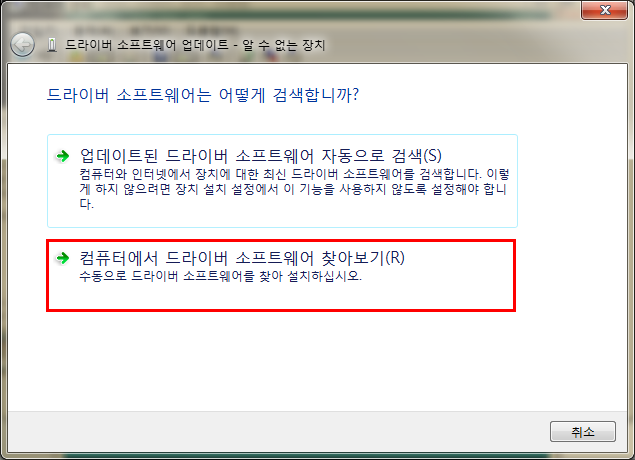 드라이버 소프트웨어 업데이트 - 알 수 없는 장치
드라이버 소프트웨어는 어떻게 검색합니까?
업데이트된 드라이버 소프트웨어 자동으로 검색(S)
컴퓨터와 인터넷에서 장치에 대한 최신 드라이버 소프트웨어를 검색합니다. 이렇
게 하지 않으려면 장치 설치 설정에서 이 기능을 사용하지 않도록 설정해야 합니
다.
컴퓨터에서 드라이버 소프트웨어 찾아보기(R)
수동으로 드라이버 소프트웨어를 찾아 설치하십시오.
취소